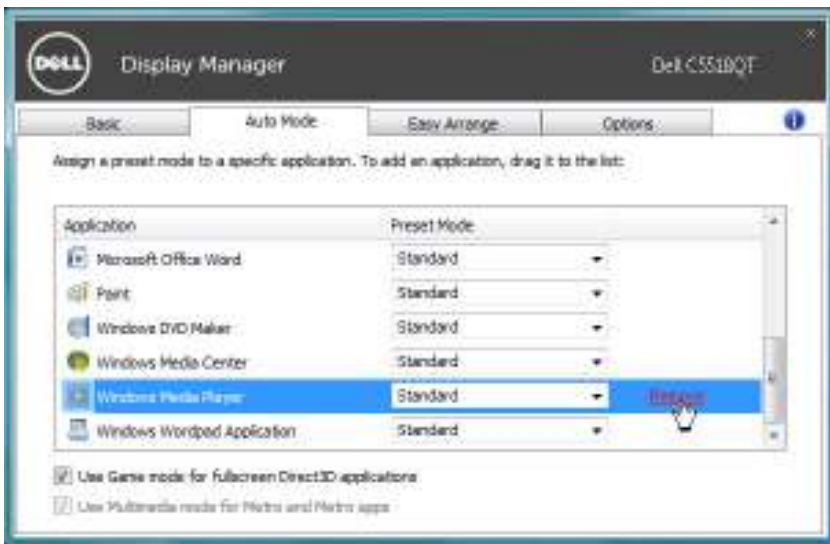 DELL Display Manager Dell C5518QT
Basic Auto Mode Easy Arrange Options
Assign a preset mode to a specific application. To add an application, drag it to the list:
Application Preset Mode
Microsoft Office Word Standard
Paint Standard
Windows DVD Maker Standard
Windows Media Center Standard
Windows Media Player Standard Remove
Windows Wordpad Application Standard
Use Game mode for fullscreen Direct3D applications
Use Multimedia mode for Metro and Metro apps